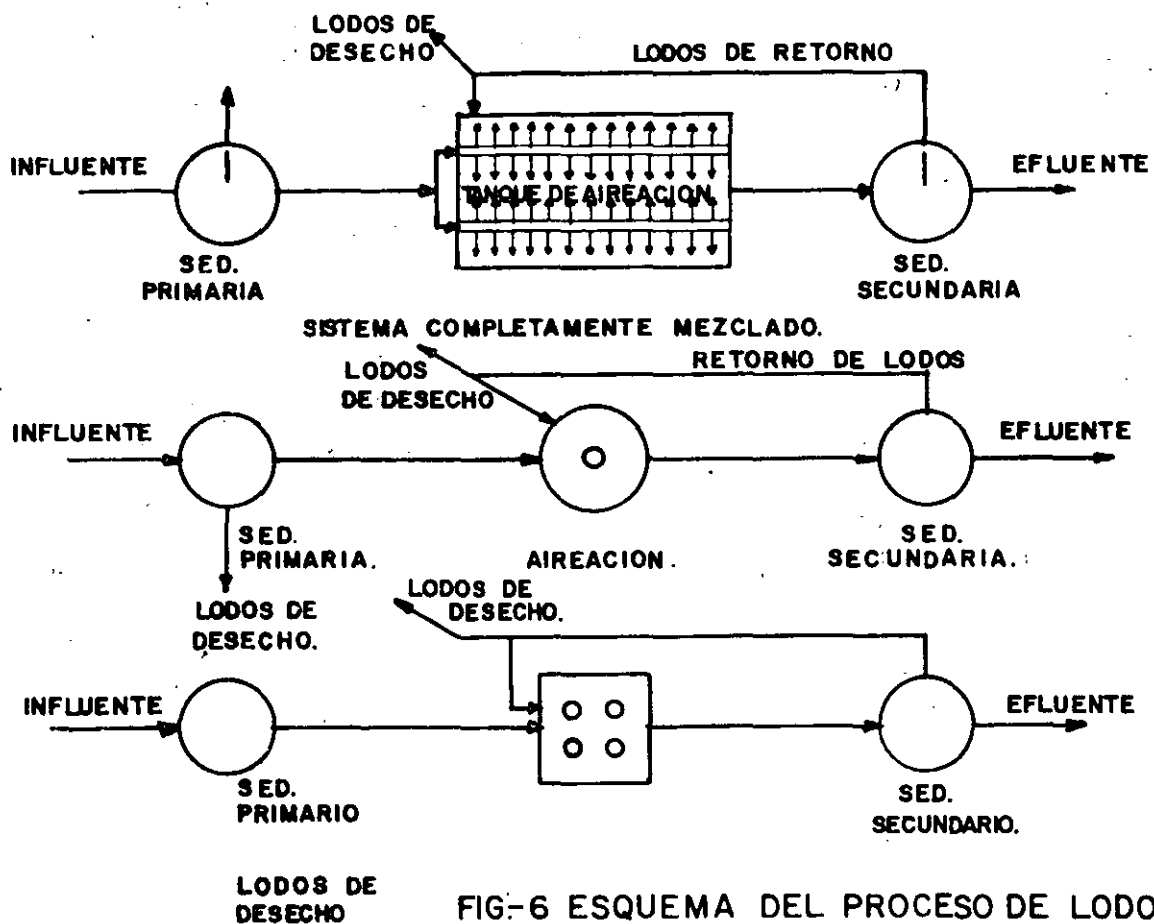 LODOS DE
DESECHO
LODOS DE RETORNO
INFLUENTE
EFLUENTE
TANQUE DE AIREACION
SED.
PRIMARIA
SED.
SECUNDARIA
SISTEMA COMPLETAMENTE MEZCLADO.
LODOS
DE DESECHO
RETORNO DE LODOS
INFLUENTE
EFLUENTE
SED.
PRIMARIA.
AIREACION.
SED.
SECUNDARIA.
LODOS DE
DESECHO.
LODOS DE
DESECHO.
INFLUENTE
EFLUENTE
SED.
PRIMARIO
SED.
SECUNDARIO.
LODOS DE
DESECHO
FIG.-6 ESQUEMA DEL PROCESO DE LODO